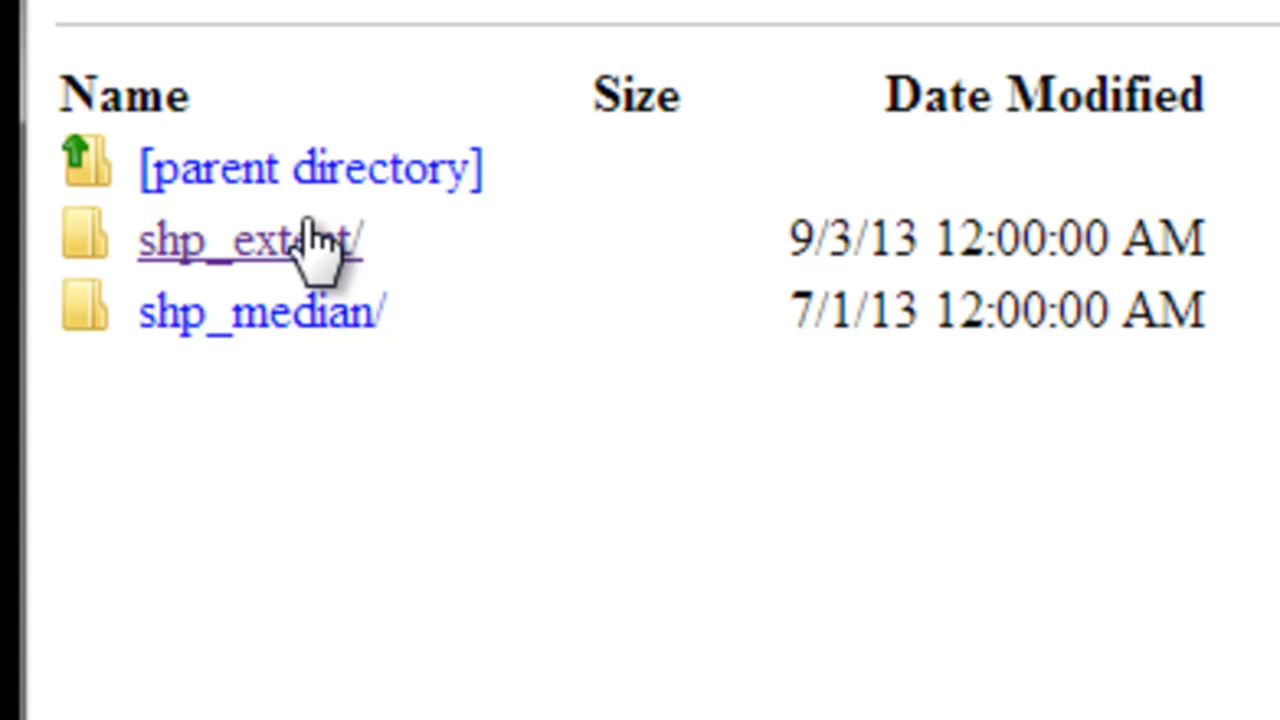 Name Size Date Modified
[parent directory]
shp_extent/ 9/3/13 12:00:00 AM
shp_median/ 7/1/13 12:00:00 AM